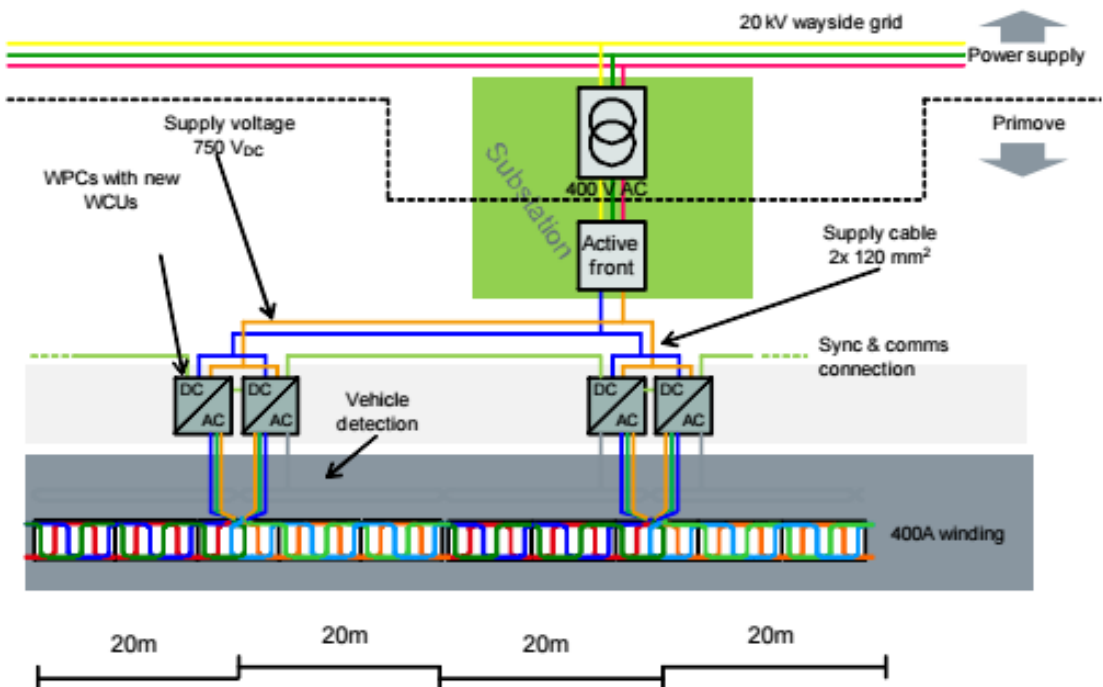 20 kV wayside grid
Power supply
Supply voltage
750 VDC
Primove
WPCs with new
WCUs
Substation
400 V AC
Active
front
Supply cable
2x 120 mm²
Sync & comms
connection
DC
AC
DC
AC
DC
AC
DC
AC
Vehicle
detection
400A winding
20m
20m
20m
20m